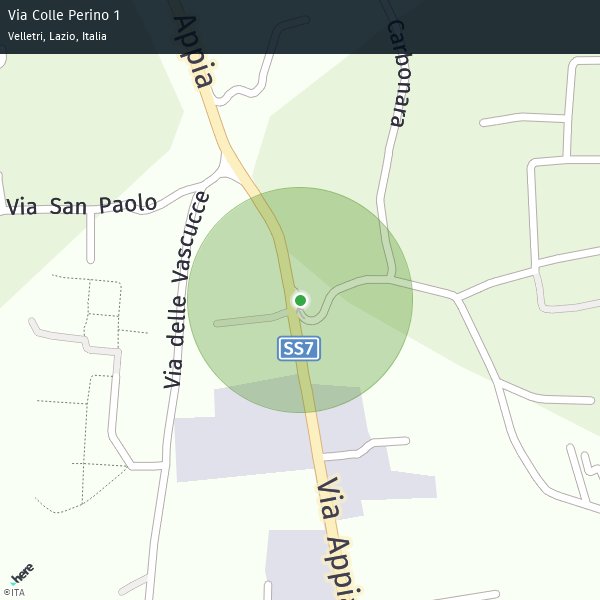 Via Colle Perino 1
Velletri, Lazio, Italia
Appia
Carbonara
Via San Paolo
Via delle Vascucce
SS7
Via Appia
here
©ITA